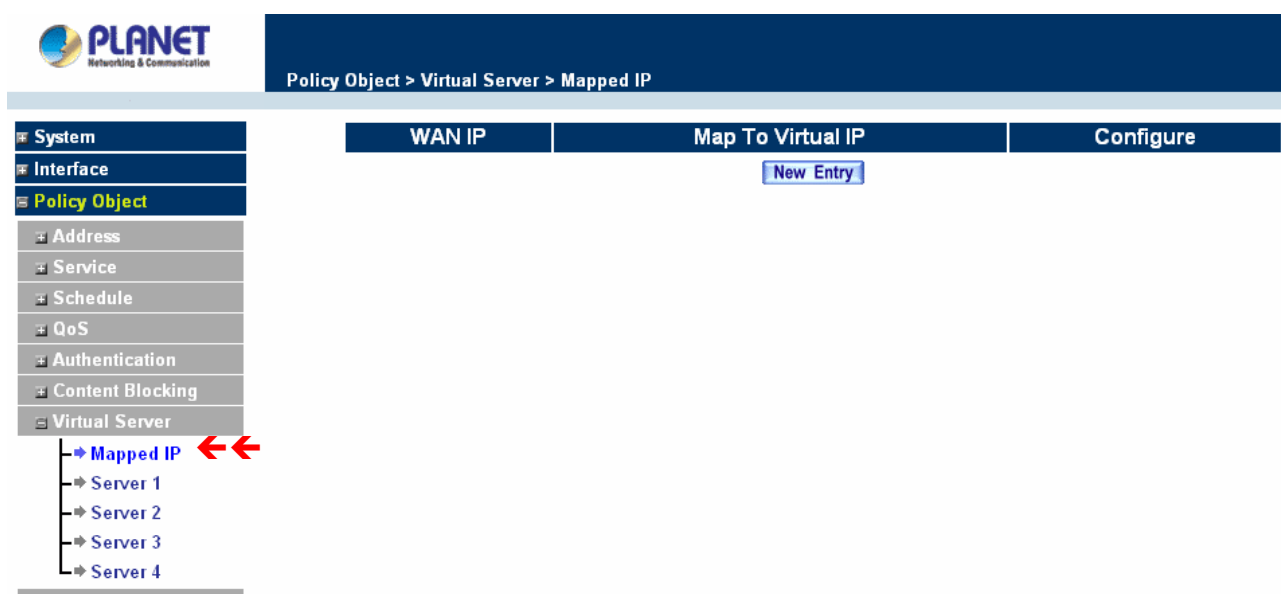 PLANET
Networking & Communication
Policy Object > Virtual Server > Mapped IP
System
Interface
Policy Object
Address
Service
Schedule
QoS
Authentication
Content Blocking
Virtual Server
Mapped IP
Server 1
Server 2
Server 3
Server 4
WAN IP Map To Virtual IP Configure
New Entry